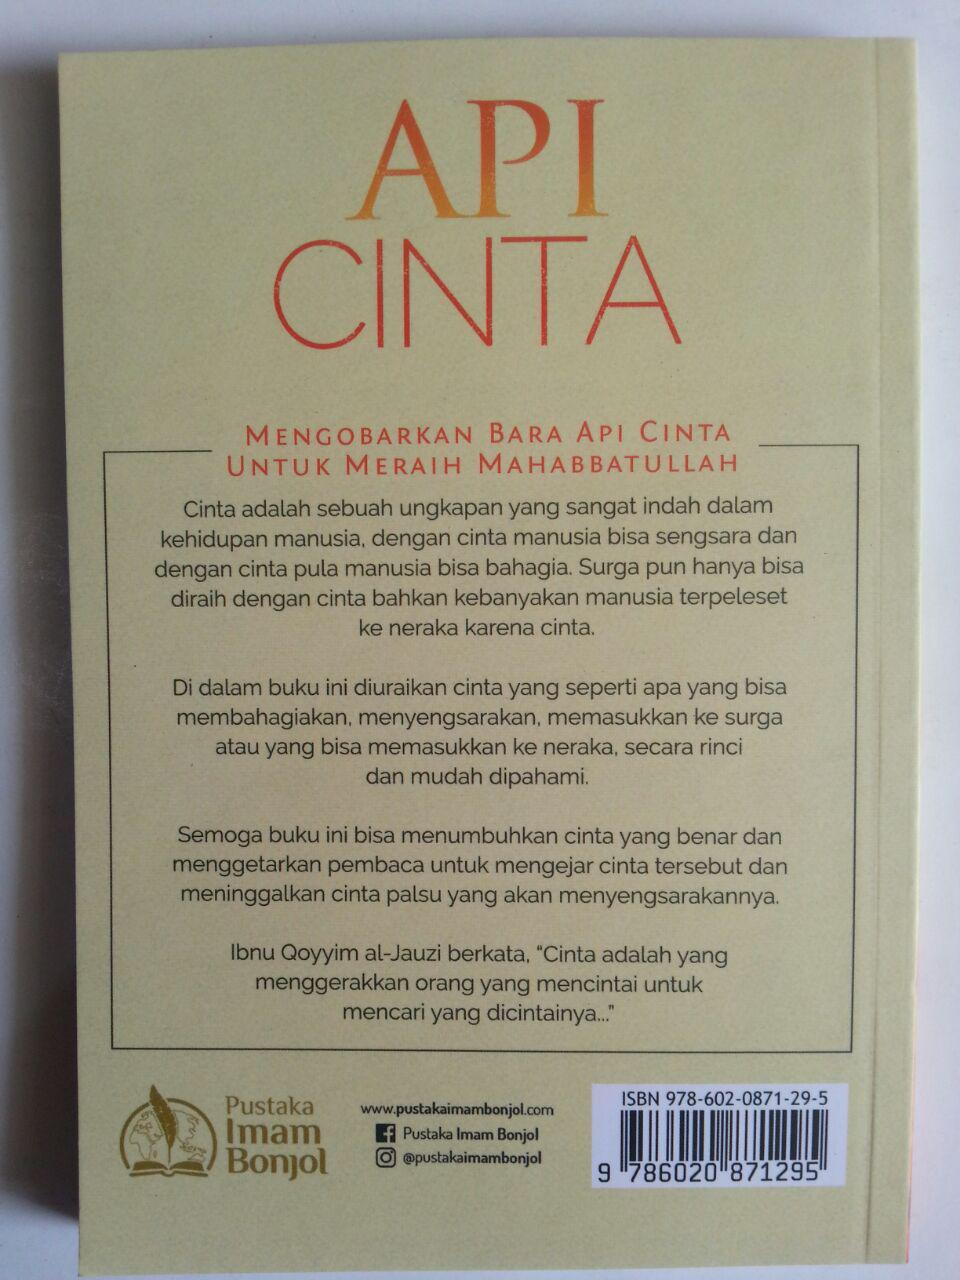 API
CINTA
MENGOBARKAN BARA API CINTA
UNTUK MERAIH MAHABBATULLAH
Cinta adalah sebuah ungkapan yang sangat indah dalam
kehidupan manusia, dengan cinta manusia bisa sengsara dan
dengan cinta pula manusia bisa bahagia. Surga pun hanya bisa
diraih dengan cinta bahkan kebanyakan manusia terpeleset
ke neraka karena cinta.
Di dalam buku ini diuraikan cinta yang seperti apa yang bisa
membahagiakan, menyengsarakan, memasukkan ke surga
atau yang bisa memasukkan ke neraka, secara rinci
dan mudah dipahami.
Semoga buku ini bisa menumbuhkan cinta yang benar dan
menggetarkan pembaca untuk mengejar cinta tersebut dan
meninggalkan cinta palsu yang akan menyengsarakannya.
Ibnu Qoyyim al-Jauzi berkata, “Cinta adalah yang
menggerakkan orang yang mencintai untuk
mencari yang dicintainya...”
Pustaka
Imam
Bonjol
www.pustakaimambonjol.com
Pustaka Imam Bonjol
@pustakaimambonjol
ISBN 978-602-0871-29-5
9 786020 871295